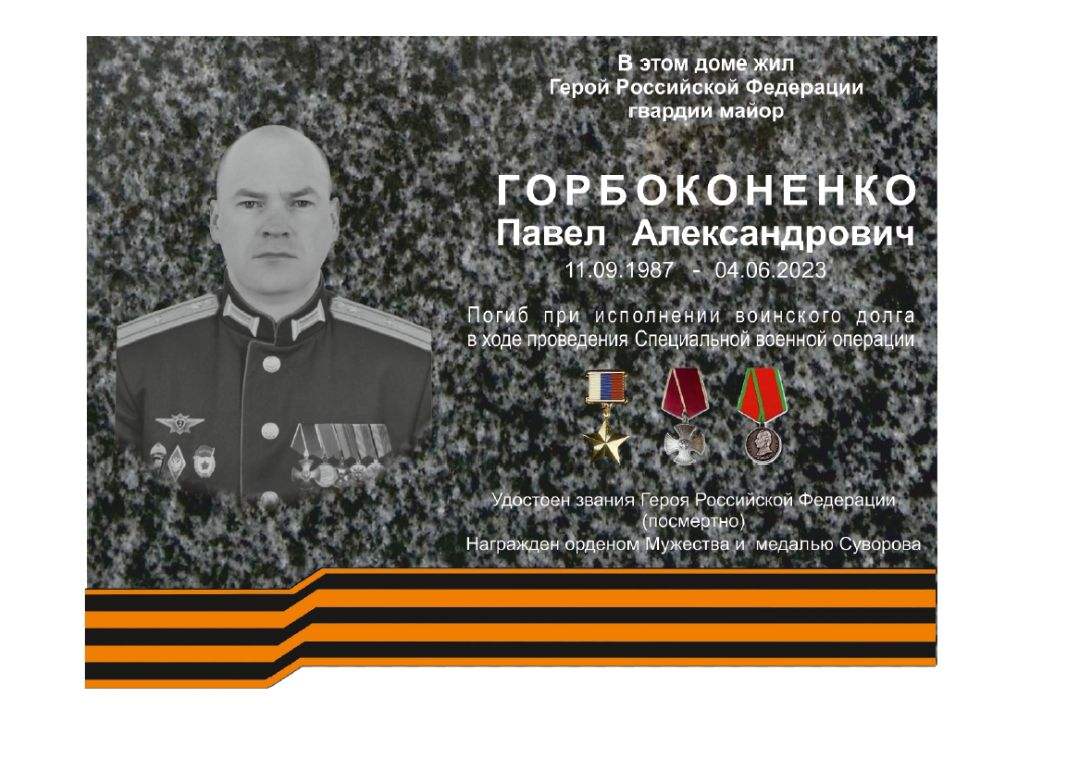 В этом доме жил
Герой Российской Федерации
гвардии майор
ГОРБОКОНЕНКО
Павел Александрович
11.09.1987 - 04.06.2023
Погиб при исполнении воинского долга
в ходе проведения Специальной военной операции
Удостоен звания Героя Российской Федерации
(посмертно)
Награжден орденом Мужества и медалью Суворова